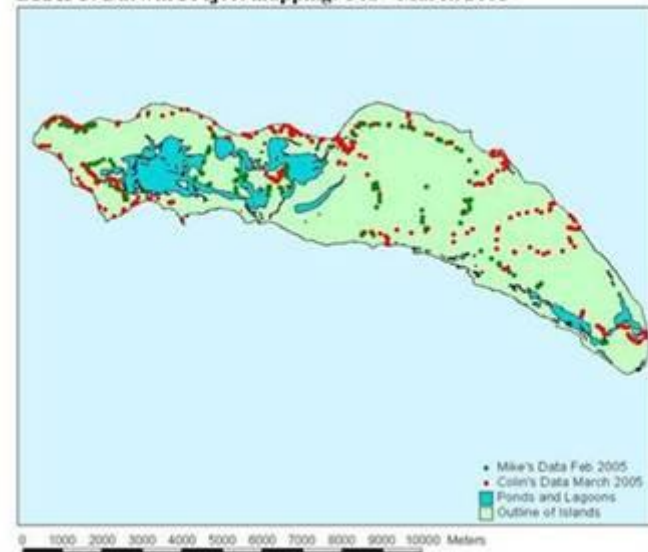 Mike's Data Feb 2005
Colin's Data March 2005
Ponds and Lagoons
Outline of Islands
0 1000 2000 3000 4000 5000 6000 7000 8000 9000 10000 Meters